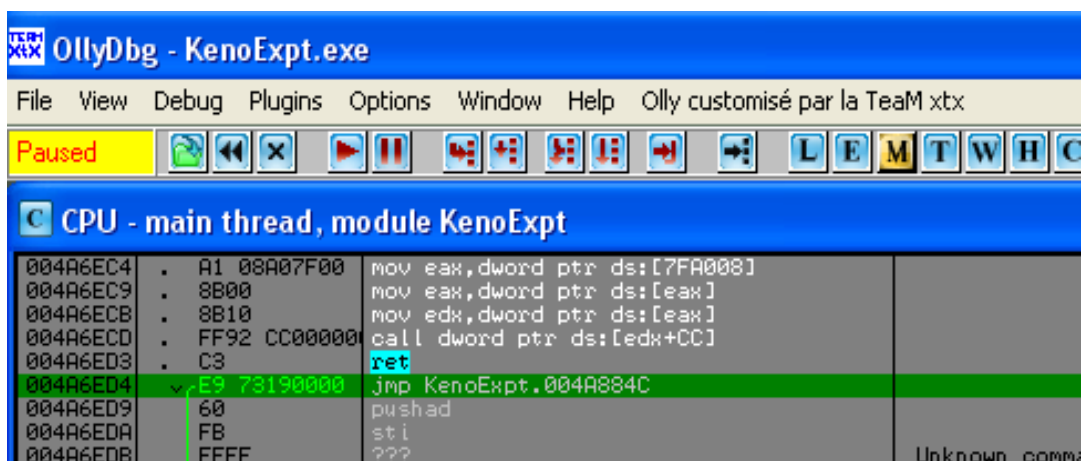 TEAM XtX OllyDbg - KenoExpt.exe
File View Debug Plugins Options Window Help Olly customisé par la TeaM xtx
Paused L E M T W H C
C CPU - main thread, module KenoExpt
004A6EC4 . A1 08A07F00 mov eax,dword ptr ds:[7FA008]
004A6EC9 . 8B00 mov eax,dword ptr ds:[eax]
004A6ECB . 8B10 mov edx,dword ptr ds:[eax]
004A6ECD . FF92 CC000000 call dword ptr ds:[edx+CC]
004A6ED3 . C3 ret
004A6ED4 E9 73190000 jmp KenoExpt.004A884C
004A6ED9 60 pushad
004A6EDA FB sti
004A6EDB FFFF ??? Unknown comma